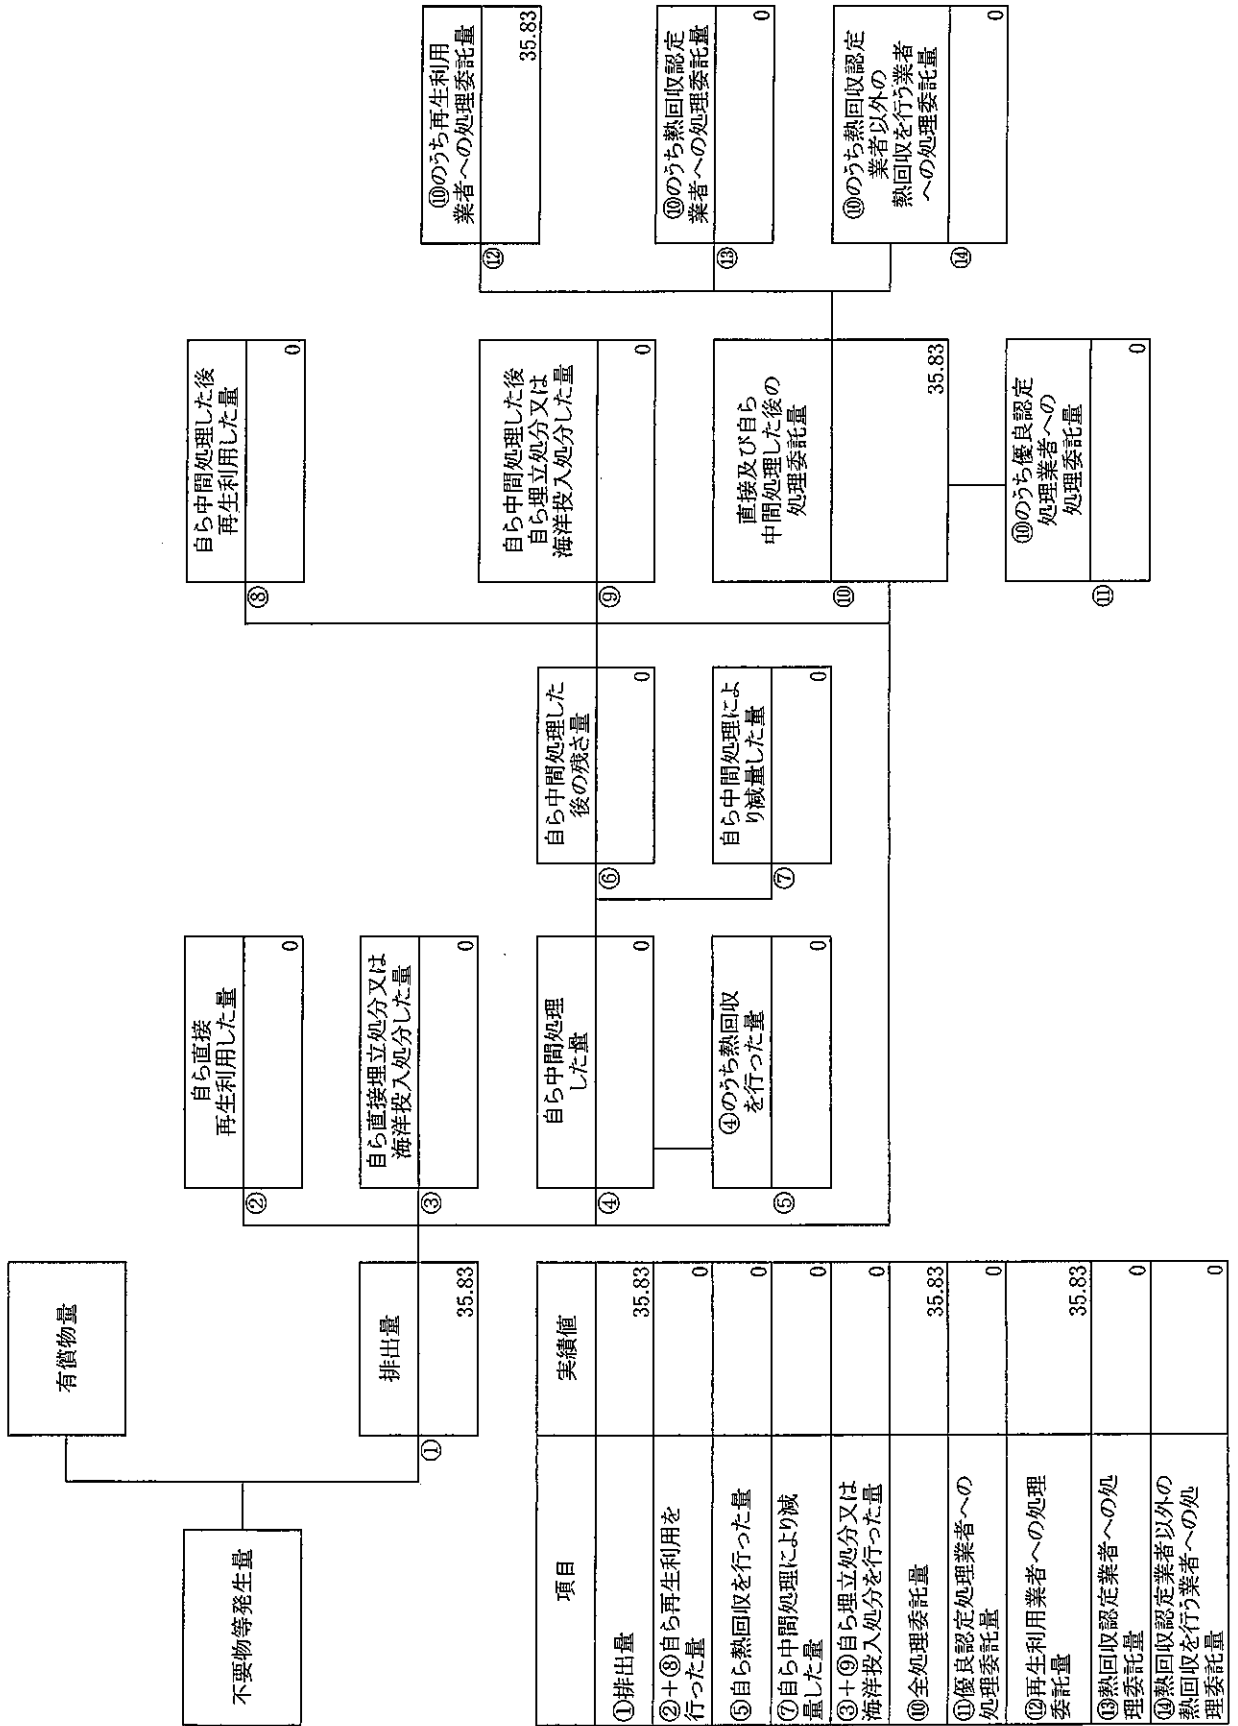 不要物等発生量
有償物量
排出量
①
35.83
②
自ら直接
再生利用した量
0
③
自ら直接埋立処分又は
海洋投入処分した量
0
④
自ら中間処理
した量
0
⑤
④のうち熱回収
を行った量
0
⑥
自ら中間処理した
後の残さ量
0
⑦
自ら中間処理によ
り減量した量
0
⑧
自ら中間処理した後
再生利用した量
0
⑨
自ら中間処理した後
自ら埋立処分又は
海洋投入処分した量
0
⑩
直接及び自ら
中間処理した後の
処理委託量
35.83
⑪
⑩のうち優良認定
処理業者への
処理委託量
0
⑫
⑩のうち再生利用
業者への処理委託量
35.83
⑬
⑩のうち熱回収認定
業者への処理委託量
0
⑭
⑩のうち熱回収認定
業者以外の
熱回収を行う業者
への処理委託量
0
項目
実績値
①排出量
35.83
②+⑧自ら再生利用を
行った量
0
⑤自ら熱回収を行った量
0
⑦自ら中間処理により減
量した量
0
③+⑨自ら埋立処分又は
海洋投入処分を行った量
0
⑩全処理委託量
35.83
⑪優良認定処理業者への
処理委託量
0
⑫再生利用業者への処理
委託量
35.83
⑬熱回収認定業者への処
理委託量
0
⑭熱回収認定業者以外の
熱回収を行う業者への処
理委託量
0